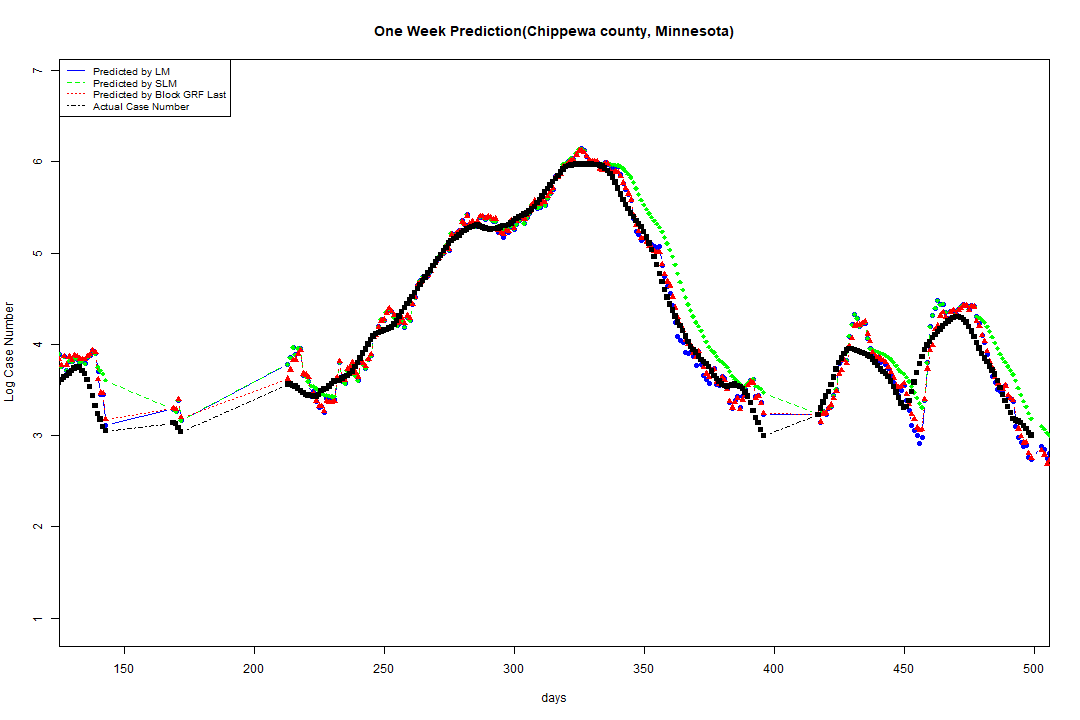 One Week Prediction(Chippewa county, Minnesota)
Predicted by LM
Predicted by SLM
Predicted by Block GRF Last
Actual Case Number
7
6
5
4
3
2
1
Log Case Number
150 200 250 300 350 400 450 500
days